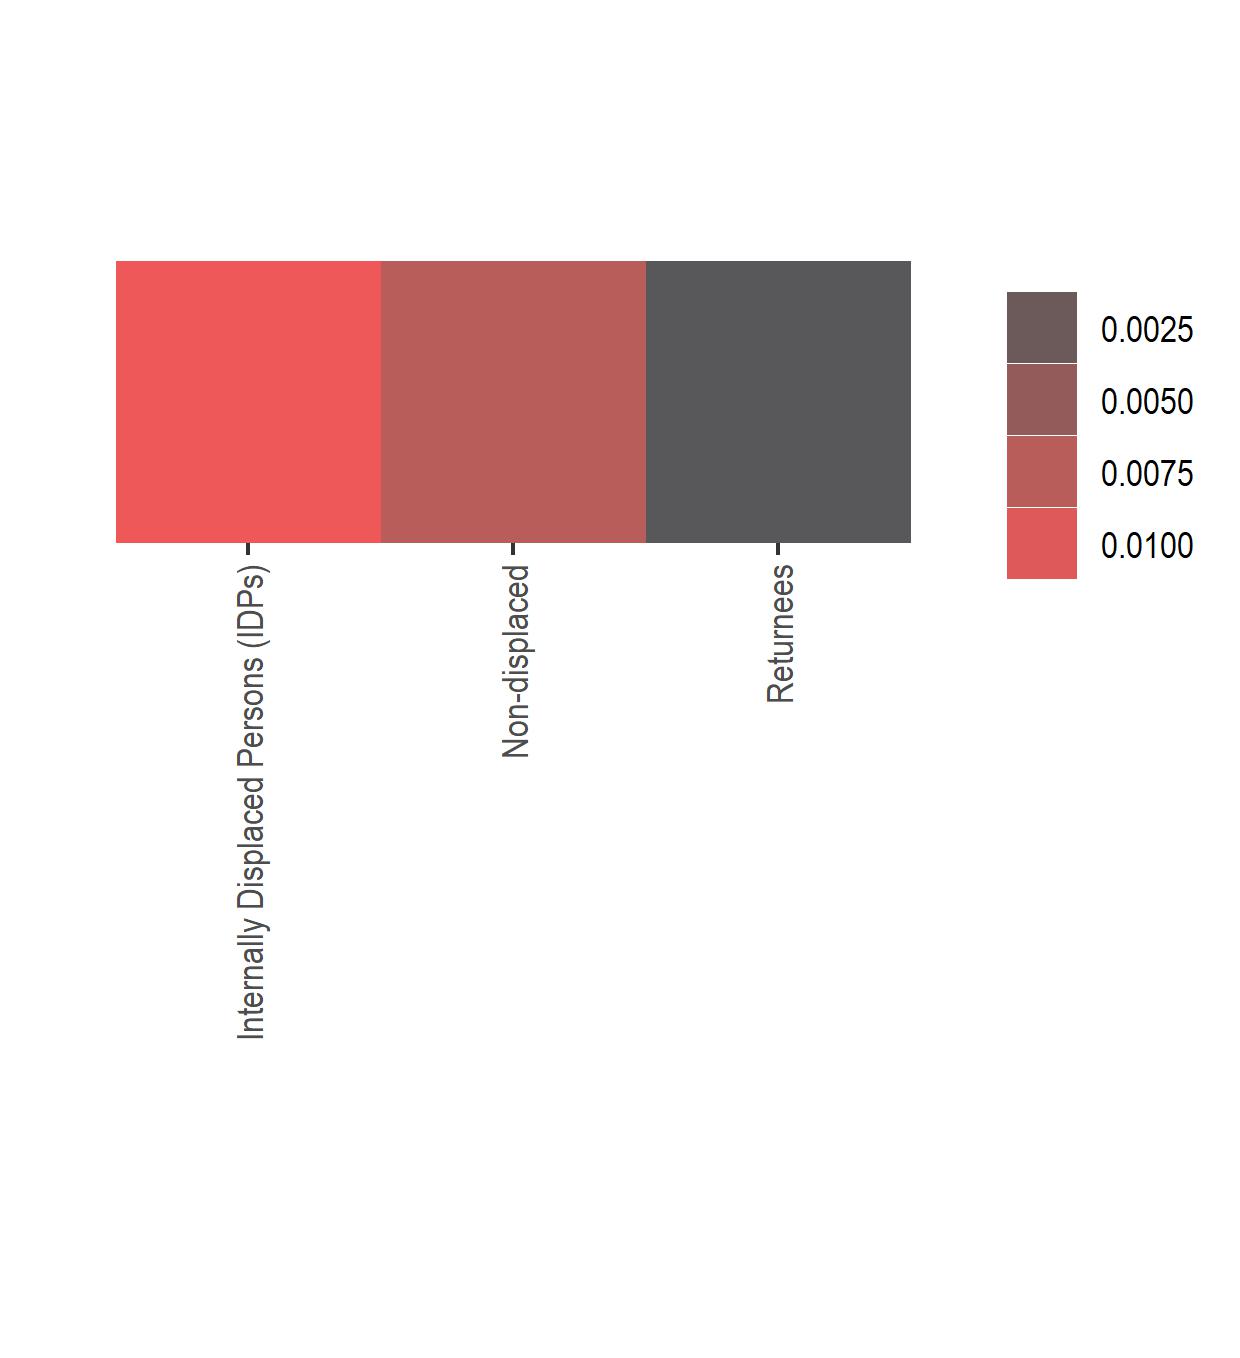 Internally Displaced Persons (IDPs)
Non-displaced
Returnees
0.0025
0.0050
0.0075
0.0100